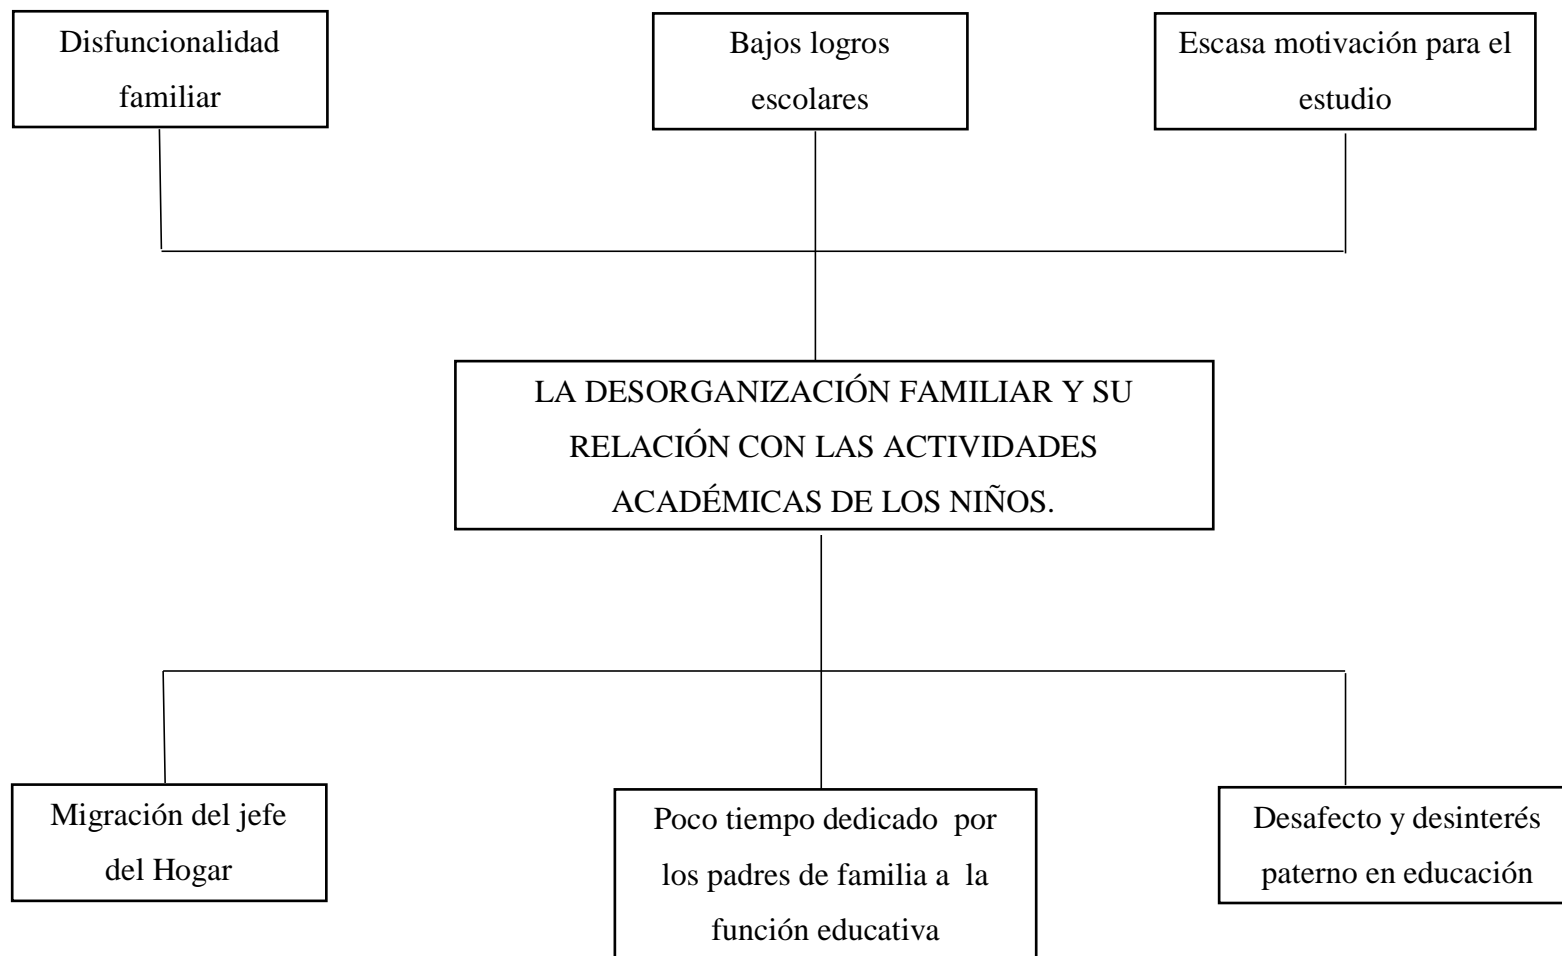 Disfuncionalidad
familiar
Bajos logros
escolares
Escasa motivación para el
estudio
LA DESORGANIZACIÓN FAMILIAR Y SU
RELACIÓN CON LAS ACTIVIDADES
ACADÉMICAS DE LOS NIÑOS.
Migración del jefe
del Hogar
Poco tiempo dedicado por
los padres de familia a la
función educativa
Desafecto y desinterés
paterno en educación